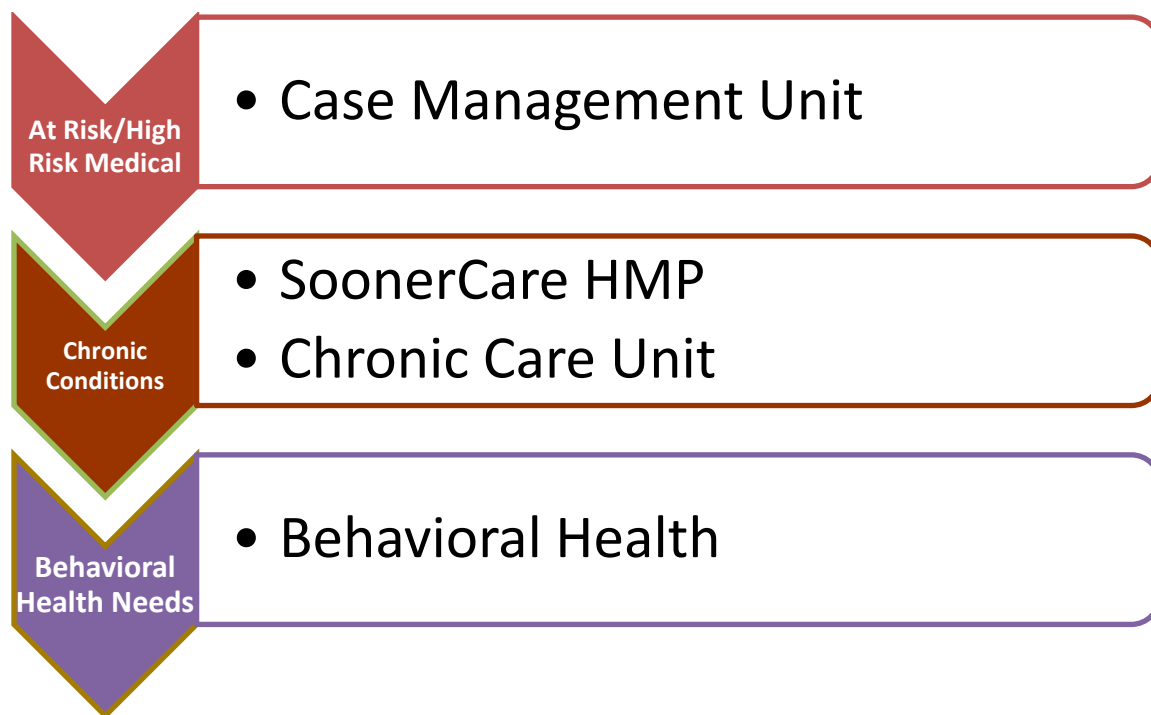 At Risk/High
Risk Medical
• Case Management Unit
Chronic
Conditions
• SoonerCare HMP
• Chronic Care Unit
Behavioral
Health Needs
• Behavioral Health